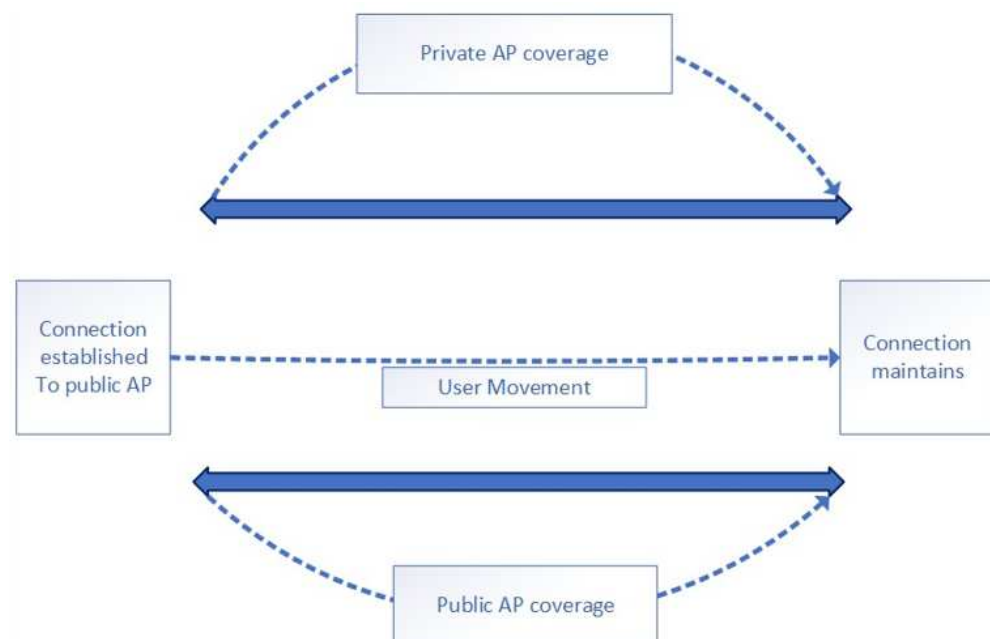 Private AP coverage
Connection
established
To public AP
User Movement
Connection
maintains
Public AP coverage